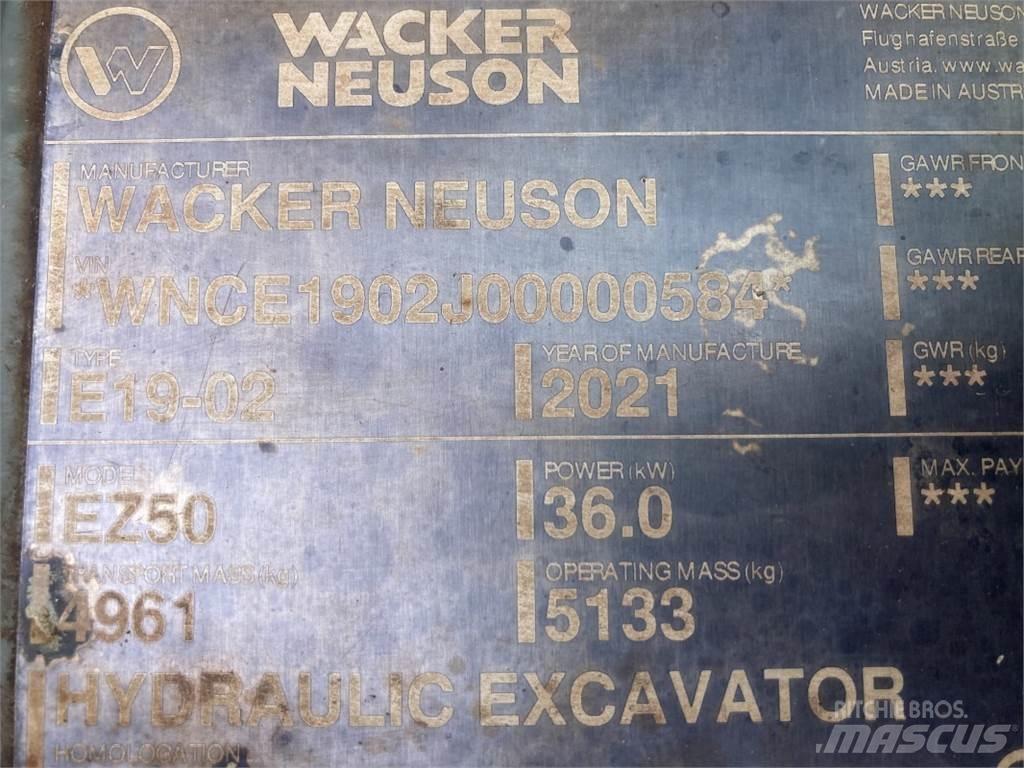 WACKER
NEUSON
WACKER NEUSON
Flughafenstraße
Austria. www.wa
MADE IN AUSTR
MANUFACTURER
WACKER NEUSON
GAWR FRON
***
VIN
*WNCE1902J00000584*
GAWR REAR
***
TYPE
E19-02
YEAR OF MANUFACTURE
2021
GWR (kg)
***
MODEL
EZ50
POWER (kW)
36.0
MAX. PAY
***
TRANSPORT MASS (kg)
4961
OPERATING MASS (kg)
5133
HYDRAULIC EXCAVATOR
HOMOLOGATION
RITCHIE BROS.
MASCUS